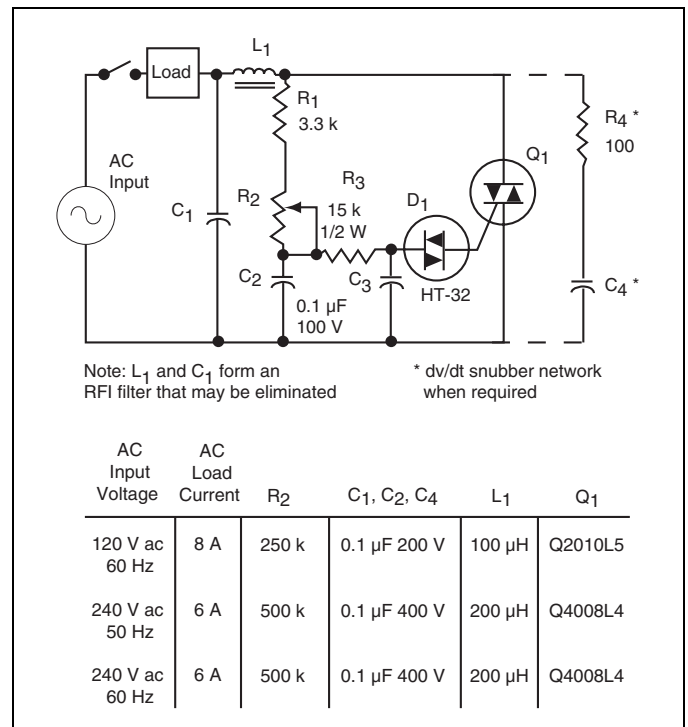 L1
Load
R1
3.3 k
R4 *
100
AC
Input
Q1
R3
15 k
1/2 W
D1
R2
C1
C2
0.1 µF
100 V
C3
HT-32
C4 *
Note: L1 and C1 form an
RFI filter that may be eliminated
* dv/dt snubber network
when required
AC
Input
Voltage
AC
Load
Current
R2
C1, C2, C4
L1
Q1
120 V ac
60 Hz
8 A
250 k
0.1 µF 200 V
100 µH
Q2010L5
240 V ac
50 Hz
6 A
500 k
0.1 µF 400 V
200 µH
Q4008L4
240 V ac
60 Hz
6 A
500 k
0.1 µF 400 V
200 µH
Q4008L4